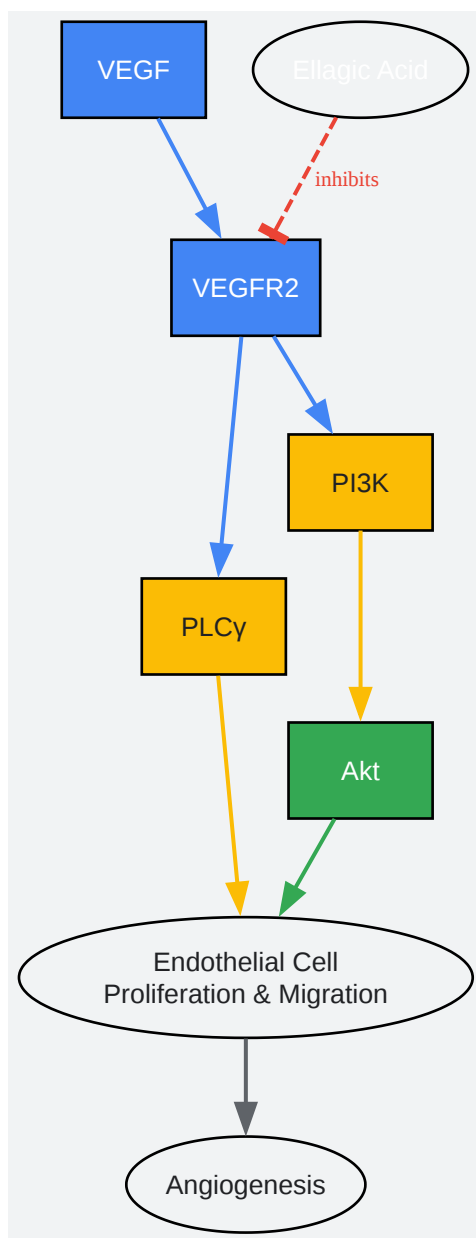 VEGF
Ellagic Acid
inhibits
VEGFR2
PI3K
PLCγ
Akt
Endothelial Cell
Proliferation & Migration
Angiogenesis